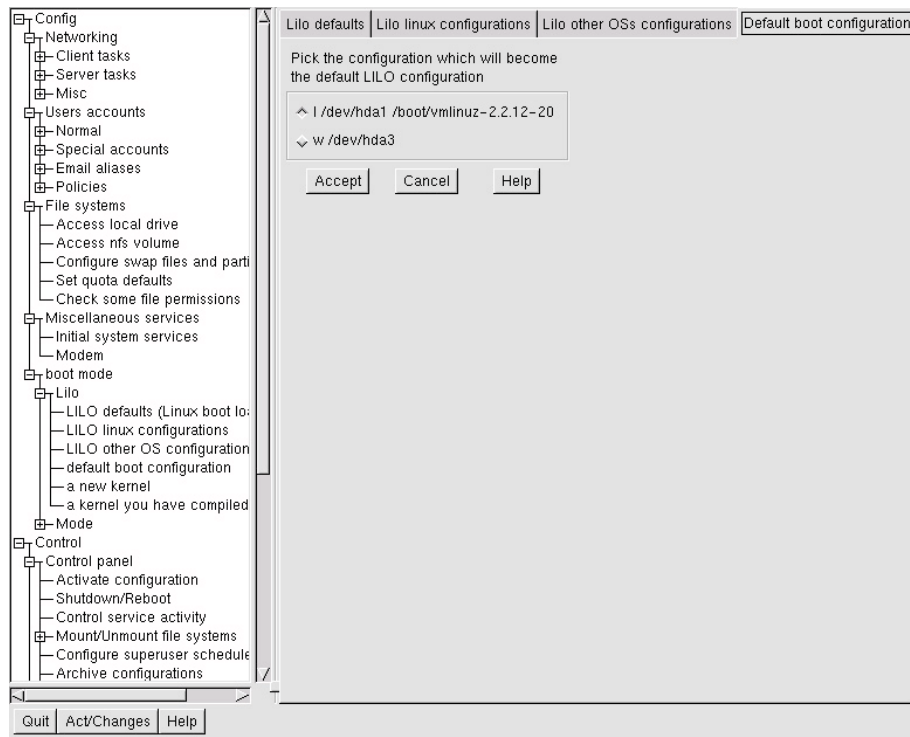 Config
Networking
Client tasks
Server tasks
Misc
Users accounts
Normal
Special accounts
Email aliases
Policies
File systems
Access local drive
Access nfs volume
Configure swap files and parti
Set quota defaults
Check some file permissions
Miscellaneous services
Initial system services
Modem
boot mode
Lilo
LILO defaults (Linux boot loa
LILO linux configurations
LILO other OS configuration
default boot configuration
a new kernel
a kernel you have compiled
Mode
Control
Control panel
Activate configuration
Shutdown/Reboot
Control service activity
Mount/Unmount file systems
Configure superuser schedule
Archive configurations
Quit Act/Changes Help
Lilo defaults Lilo linux configurations Lilo other OSs configurations Default boot configuration
Pick the configuration which will become
the default LILO configuration
l /dev/hda1 /boot/vmlinuz-2.2.12-20
w /dev/hda3
Accept Cancel Help